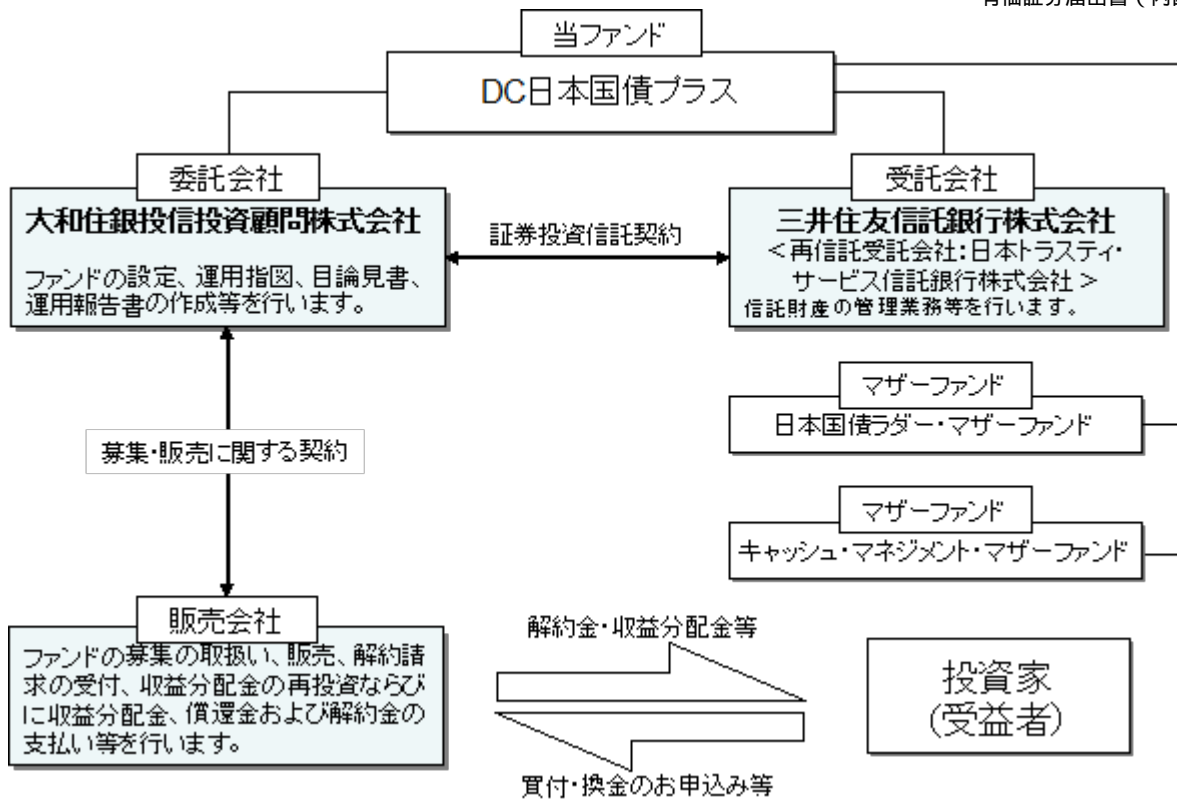 当ファンド
DC日本国債プラス
委託会社
大和住銀投信投資顧問株式会社
ファンドの設定、運用指図、目論見書、
運用報告書の作成等を行います。
証券投資信託契約
受託会社
三井住友信託銀行株式会社
＜再信託受託会社：日本トラスティ・
サービス信託銀行株式会社＞
信託財産の管理業務等を行います。
マザーファンド
日本国債ラダー・マザーファンド
マザーファンド
キャッシュ・マネジメント・マザーファンド
募集・販売に関する契約
販売会社
ファンドの募集の取扱い、販売、解約請
求の受付、収益分配金の再投資ならび
に収益分配金、償還金および解約金の
支払い等を行います。
解約金・収益分配金等
買付・換金のお申込み等
投資家
(受益者)